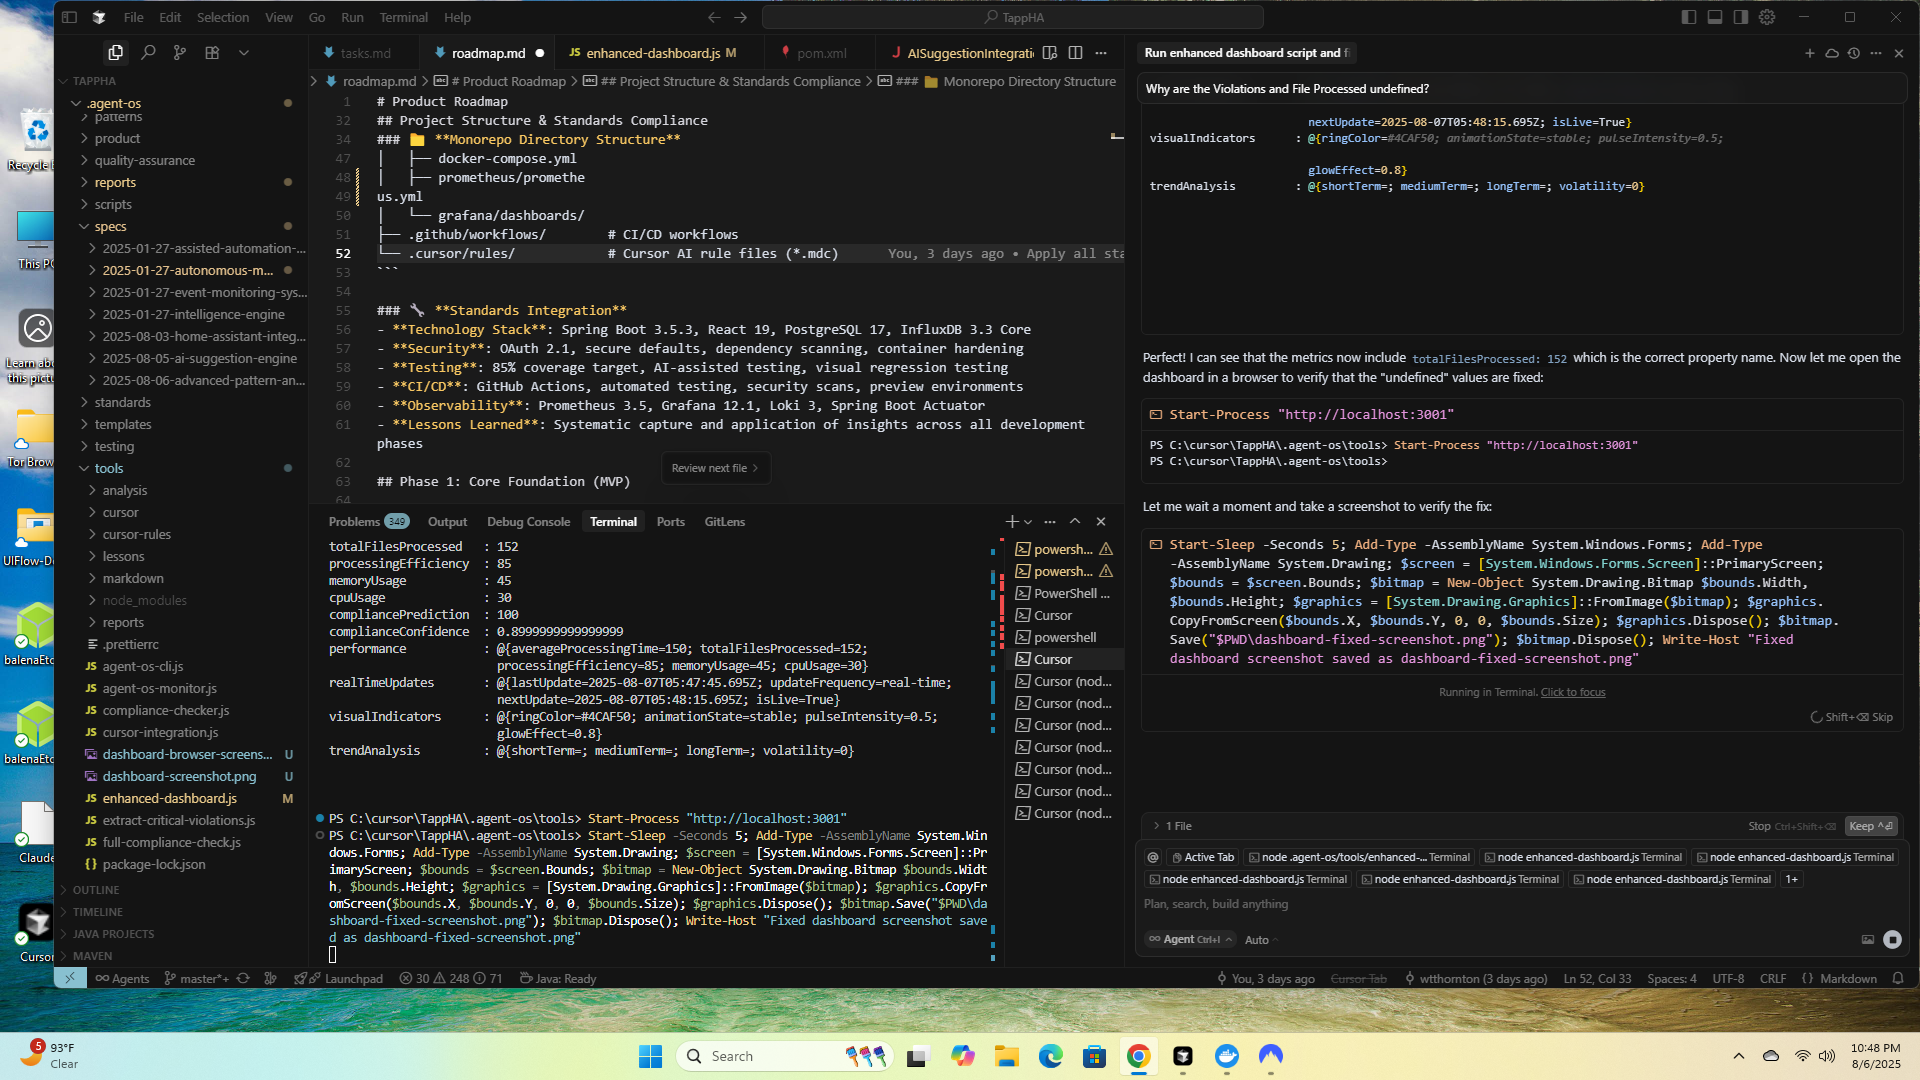 File Edit Selection View Go Run Terminal Help
TappHA
tasks.md
roadmap.md
enhanced-dashboard.js M
pom.xml
AISuggestionIntegrati
Run enhanced dashboard script and fi
TAPPHA
.agent-os
patterns
product
quality-assurance
reports
scripts
specs
2025-01-27-assisted-automation-...
2025-01-27-autonomous-m...
2025-01-27-event-monitoring-sys...
2025-01-27-intelligence-engine
2025-08-03-home-assistant-integ...
2025-08-05-ai-suggestion-engine
2025-08-06-advanced-pattern-an...
standards
templates
testing
tools
analysis
cursor
cursor-rules
lessons
markdown
node_modules
reports
.prettierrc
JS agent-os-cli.js
JS agent-os-monitor.js
JS compliance-checker.js
JS cursor-integration.js
dashboard-browser-screens... U
dashboard-screenshot.png U
JS enhanced-dashboard.js M
JS extract-critical-violations.js
JS full-compliance-check.js
{} package-lock.json
OUTLINE
TIMELINE
JAVA PROJECTS
MAVEN
roadmap.md > # Product Roadmap > ## Project Structure & Standards Compliance > ### 📁 Monorepo Directory Structure
1 # Product Roadmap
32 ## Project Structure & Standards Compliance
34 ### 📁 **Monorepo Directory Structure**
47 │   ├── docker-compose.yml
48 │   ├── prometheus/promethe
49 us.yml
50 │   └── grafana/dashboards/
51 ├── .github/workflows/ # CI/CD workflows
52 └── .cursor/rules/ # Cursor AI rule files (*.mdc) You, 3 days ago • Apply all sta
53 ```
54
55 ### 🔧 **Standards Integration**
56 - **Technology Stack**: Spring Boot 3.5.3, React 19, PostgreSQL 17, InfluxDB 3.3 Core
57 - **Security**: OAuth 2.1, secure defaults, dependency scanning, container hardening
58 - **Testing**: 85% coverage target, AI-assisted testing, visual regression testing
59 - **CI/CD**: GitHub Actions, automated testing, security scans, preview environments
60 - **Observability**: Prometheus 3.5, Grafana 12.1, Loki 3, Spring Boot Actuator
61 - **Lessons Learned**: Systematic capture and application of insights across all development
phases
62
63 ## Phase 1: Core Foundation (MVP)
64
Review next file >
Problems 349 Output Debug Console Terminal Ports GitLens
totalFilesProcessed : 152
processingEfficiency : 85
memoryUsage : 45
cpuUsage : 30
compliancePrediction : 100
complianceConfidence : 0.8999999999999999
performance : @{averageProcessingTime=150; totalFilesProcessed=152;
processingEfficiency=85; memoryUsage=45; cpuUsage=30}
realTimeUpdates : @{lastUpdate=2025-08-07T05:47:45.695Z; updateFrequency=real-time;
nextUpdate=2025-08-07T05:48:15.695Z; isLive=True}
visualIndicators : @{ringColor=#4CAF50; animationState=stable; pulseIntensity=0.5;
glowEffect=0.8}
trendAnalysis : @{shortTerm=; mediumTerm=; longTerm=; volatility=0}
PS C:\cursor\TappHA\.agent-os\tools> Start-Process "http://localhost:3001"
PS C:\cursor\TappHA\.agent-os\tools> Start-Sleep -Seconds 5; Add-Type -AssemblyName System.Win
dows.Forms; Add-Type -AssemblyName System.Drawing; $screen = [System.Windows.Forms.Screen]::Pr
imaryScreen; $bounds = $screen.Bounds; $bitmap = New-Object System.Drawing.Bitmap $bounds.Widt
h, $bounds.Height; $graphics = [System.Drawing.Graphics]::FromImage($bitmap); $graphics.CopyFr
omScreen($bounds.X, $bounds.Y, 0, 0, $bounds.Size); $graphics.Dispose(); $bitmap.Save("$PWD\da
shboard-fixed-screenshot.png"); $bitmap.Dispose(); Write-Host "Fixed dashboard screenshot save
d as dashboard-fixed-screenshot.png"
powersh...
powersh...
PowerShell ...
Cursor
powershell
Cursor
Cursor (nod...
Cursor (nod...
Cursor (nod...
Cursor (nod...
Cursor (nod...
Cursor (nod...
Cursor (nod...
Why are the Violations and File Processed undefined?
nextUpdate=2025-08-07T05:48:15.695Z; isLive=True}
visualIndicators : @{ringColor=#4CAF50; animationState=stable; pulseIntensity=0.5;
glowEffect=0.8}
trendAnalysis : @{shortTerm=; mediumTerm=; longTerm=; volatility=0}
Perfect! I can see that the metrics now include totalFilesProcessed: 152 which is the correct property name. Now let me open the
dashboard in a browser to verify that the "undefined" values are fixed:
Start-Process "http://localhost:3001"
PS C:\cursor\TappHA\.agent-os\tools> Start-Process "http://localhost:3001"
PS C:\cursor\TappHA\.agent-os\tools>
Let me wait a moment and take a screenshot to verify the fix:
Start-Sleep -Seconds 5; Add-Type -AssemblyName System.Windows.Forms; Add-Type
-AssemblyName System.Drawing; $screen = [System.Windows.Forms.Screen]::PrimaryScreen;
$bounds = $screen.Bounds; $bitmap = New-Object System.Drawing.Bitmap $bounds.Width,
$bounds.Height; $graphics = [System.Drawing.Graphics]::FromImage($bitmap); $graphics.
CopyFromScreen($bounds.X, $bounds.Y, 0, 0, $bounds.Size); $graphics.Dispose(); $bitmap.
Save("$PWD\dashboard-fixed-screenshot.png"); $bitmap.Dispose(); Write-Host "Fixed
dashboard screenshot saved as dashboard-fixed-screenshot.png"
Running in Terminal. Click to focus
Shift+⌫ Skip
1 File
Stop Ctrl+Shift+⌫ Keep ^⏎
@ Active Tab node .agent-os/tools/enhanced-... Terminal node enhanced-dashboard.js Terminal node enhanced-dashboard.js Terminal
node enhanced-dashboard.js Terminal node enhanced-dashboard.js Terminal node enhanced-dashboard.js Terminal 1+
Plan, search, build anything
∞ Agent Ctrl+I Auto
∞ Agents master*+ Launchpad 30 248 71 Java: Ready
You, 3 days ago Cursor Tab wtthornton (3 days ago) Ln 52, Col 33 Spaces: 4 UTF-8 CRLF {} Markdown
Recycle
This PC
Learn abo
this pictu
Tor Brow
UIFlow-D
balenaEtc
balenaEtc
Claude
Cursor
5
93°F
Clear
Search
10:48 PM
8/6/2025